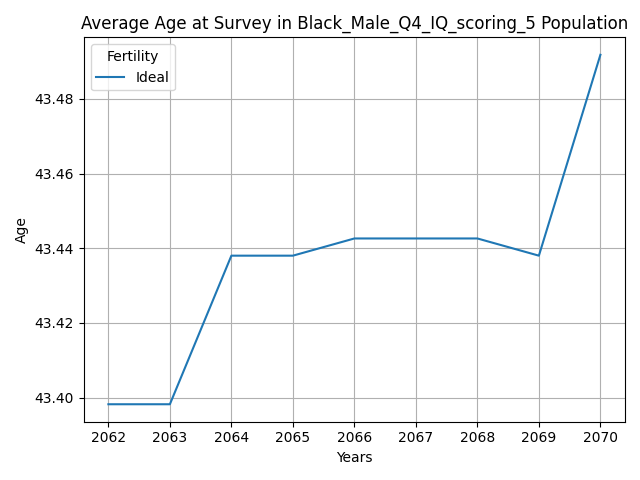 Average Age at Survey in Black_Male_Q4_IQ_scoring_5 Population
Fertility
Ideal
43.48
43.46
43.44
43.42
43.40
Age
2062 2063 2064 2065 2066 2067 2068 2069 2070
Years